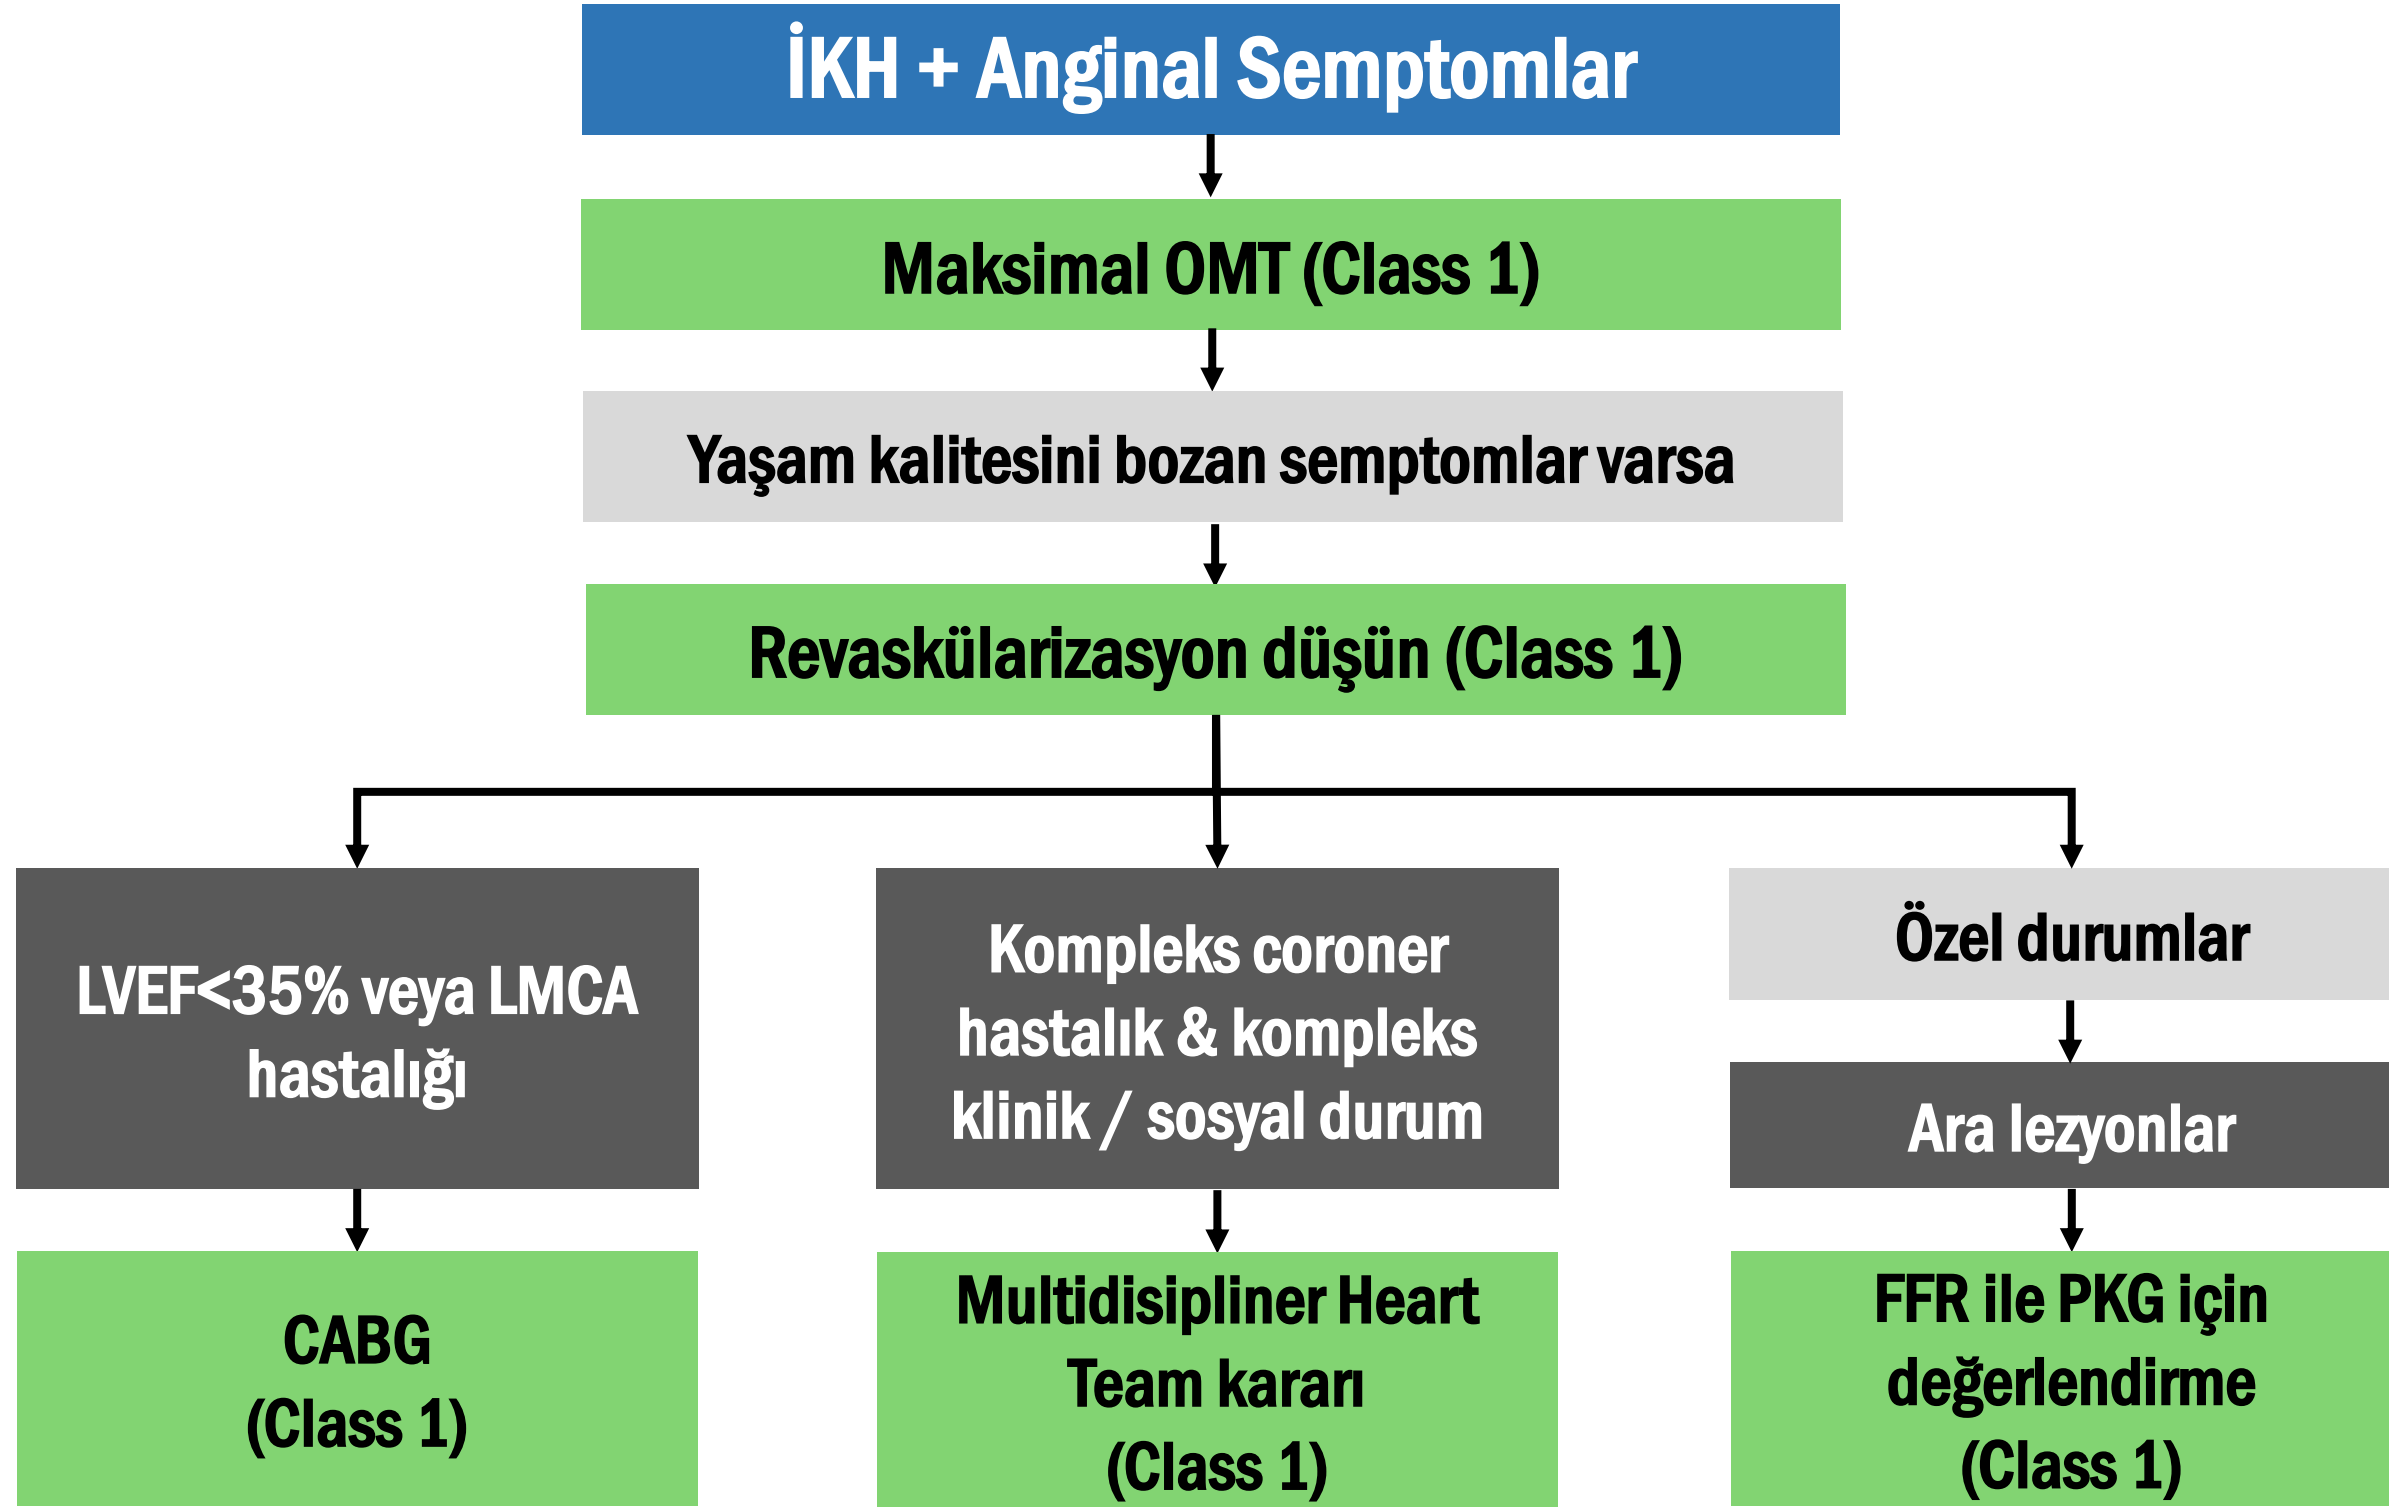 İKH + Anginal Semptomlar
Maksimal OMT (Class 1)
Yaşam kalitesini bozan semptomlar varsa
Revaskülarizasyon düşün (Class 1)
LVEF<35% veya LMCA
hastalığı
Kompleks coroner
hastalık & kompleks
klinik / sosyal durum
Özel durumlar
Ara lezyonlar
CABG
(Class 1)
Multidisipliner Heart
Team kararı
(Class 1)
FFR ile PKG için
değerlendirme
(Class 1)